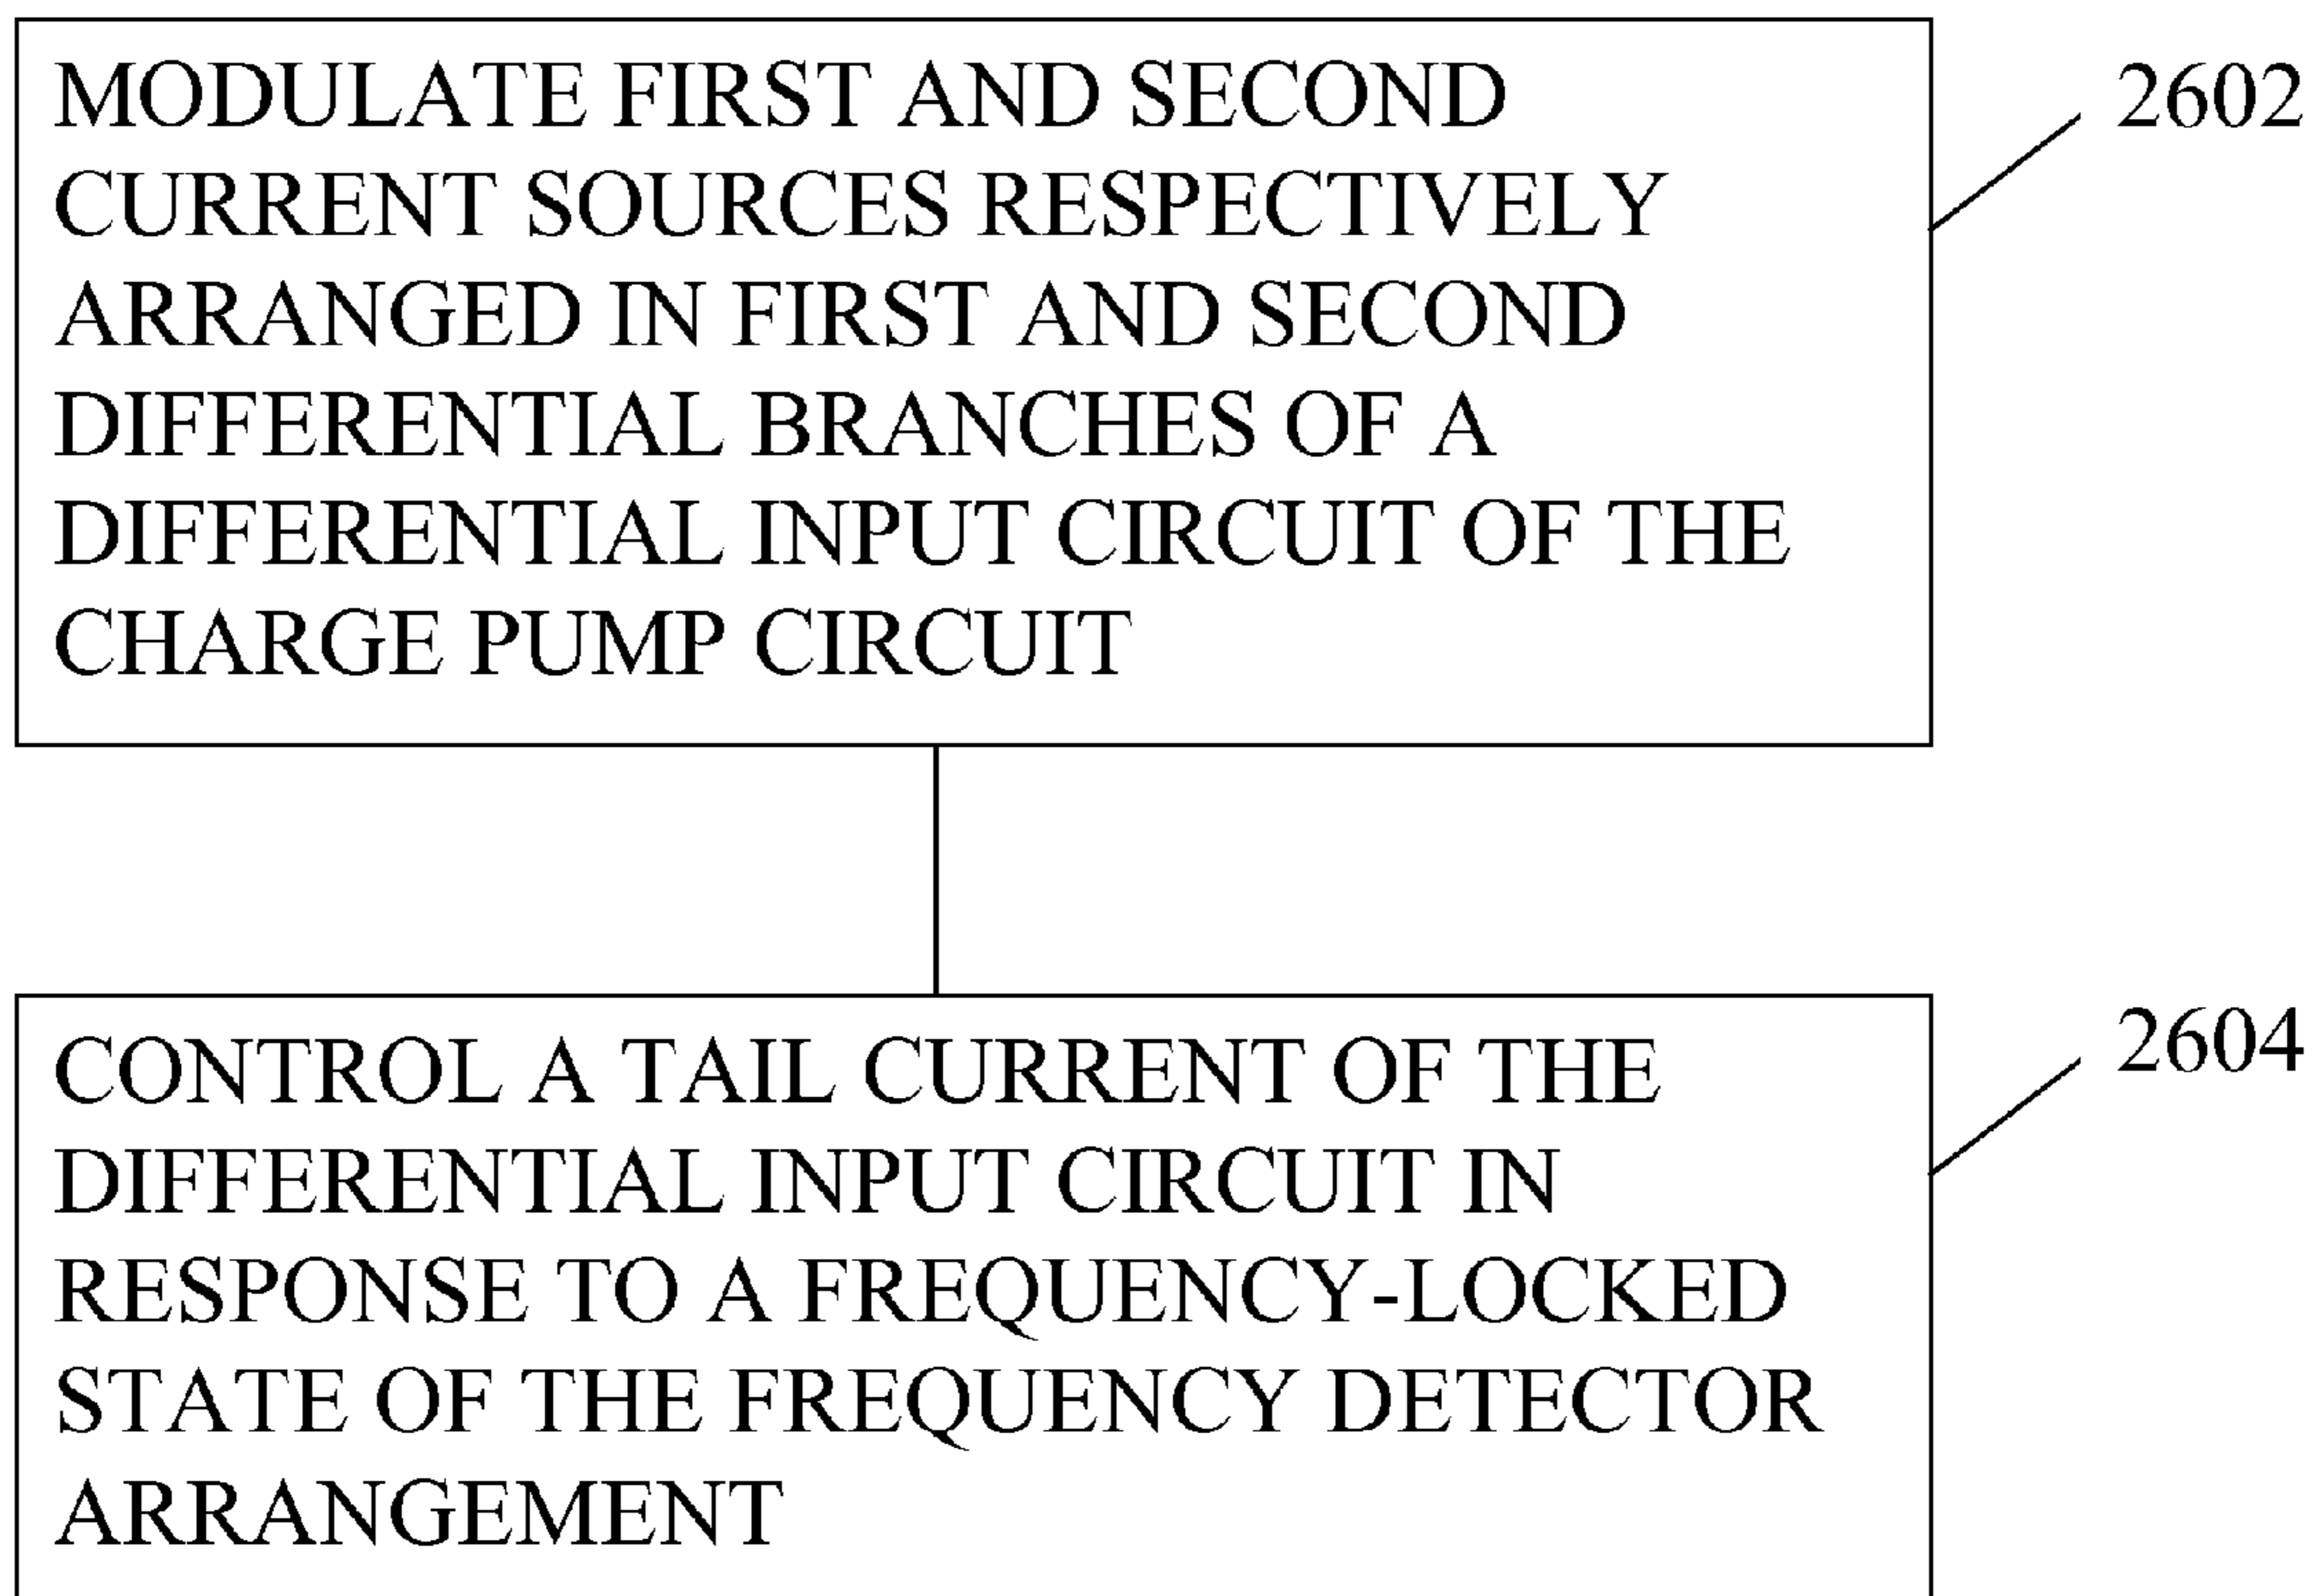 MODULATE FIRST AND SECOND
CURRENT SOURCES RESPECTIVELY
ARRANGED IN FIRST AND SECOND
DIFFERENTIAL BRANCHES OF A
DIFFERENTIAL INPUT CIRCUIT OF THE
CHARGE PUMP CIRCUIT
2602
CONTROL A TAIL CURRENT OF THE
DIFFERENTIAL INPUT CIRCUIT IN
RESPONSE TO A FREQUENCY-LOCKED
STATE OF THE FREQUENCY DETECTOR
ARRANGEMENT
2604